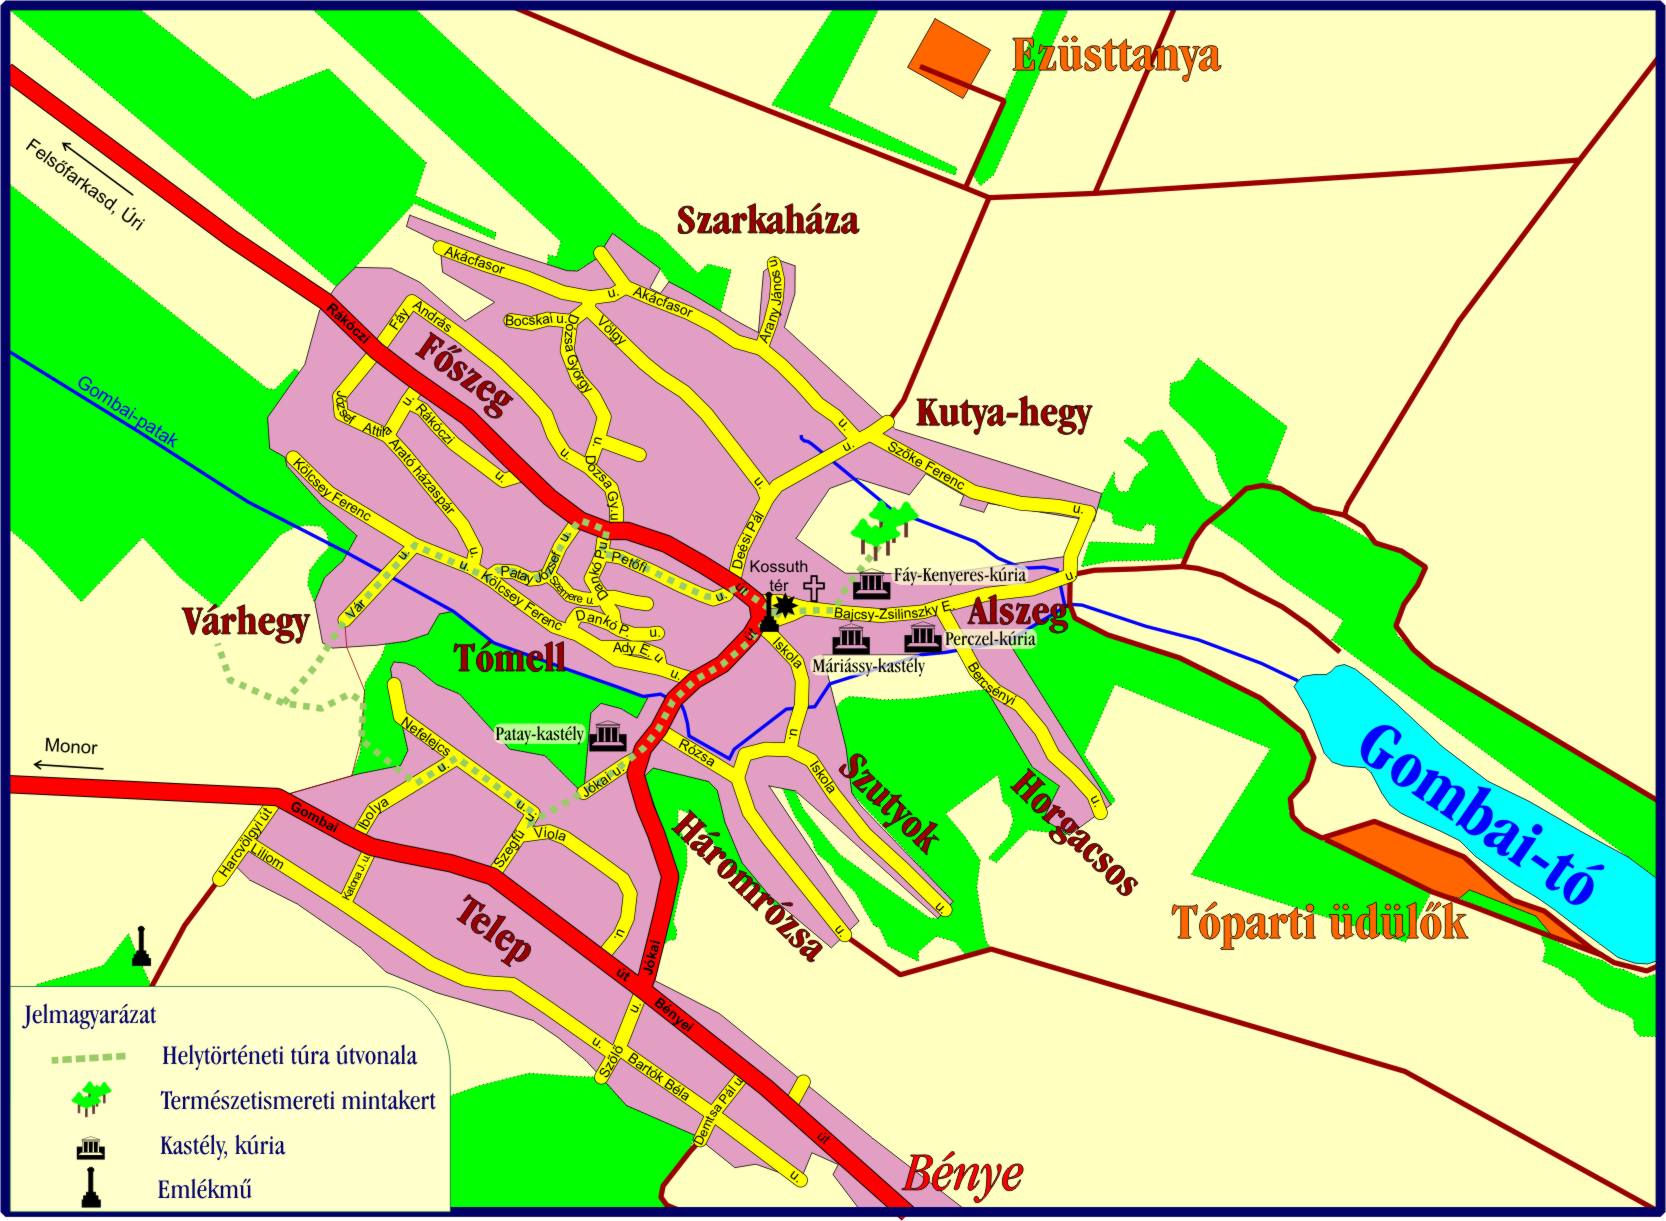 Ezüsttanya
Felsőfarkasd, Úri
Szarkaháza
Akácfasor
u.
Akácfasor
Arany János u.
Rákóczi
Fáy
András
Bocskai u.
Dózsa György
Völgy
Főszeg
Gombai-patak
József Attila
u.
Rákóczi
u.
Arató házaspár
u.
u.
u.
Dózsa Gy. u.
u.
u.
u.
Kutya-hegy
Szőke Ferenc
u.
Kölcsey Ferenc
u.
u.
Deési Pál
Kossuth
tér
Petőfi
u.
Patay József
u.
Kölcsey Ferenc
Dankó P. u.
Ady E. u.
u.
út
út
Fáy-Kenyeres-kúria
Bajcsy-Zsilinszky E.
u.
Alszeg
Perczel-kúria
Máriássy-kastély
Iskola
Bercsényi
Vár
Várhegy
Tómell
Patay-kastély
Nefelejcs
u.
u.
Jókai u.
Rózsa
u.
Iskola
Szutyok
Horgacsos
u.
Gombai-tó
Monor
Gombai
Ibolya
Szegfű u.
Viola
Háromrózsa
Harcvölgyi út
Liliom
Katona J. u.
Telep
u.
út
Jókai
u.
u.
Tóparti üdülők
Bényei
u.
u.
Szőlő
Bartók Béla
Demtsa Pál u.
út
u.
Bénye
Jelmagyarázat
Helytörténeti túra útvonala
Természetismereti mintakert
Kastély, kúria
Emlékmű